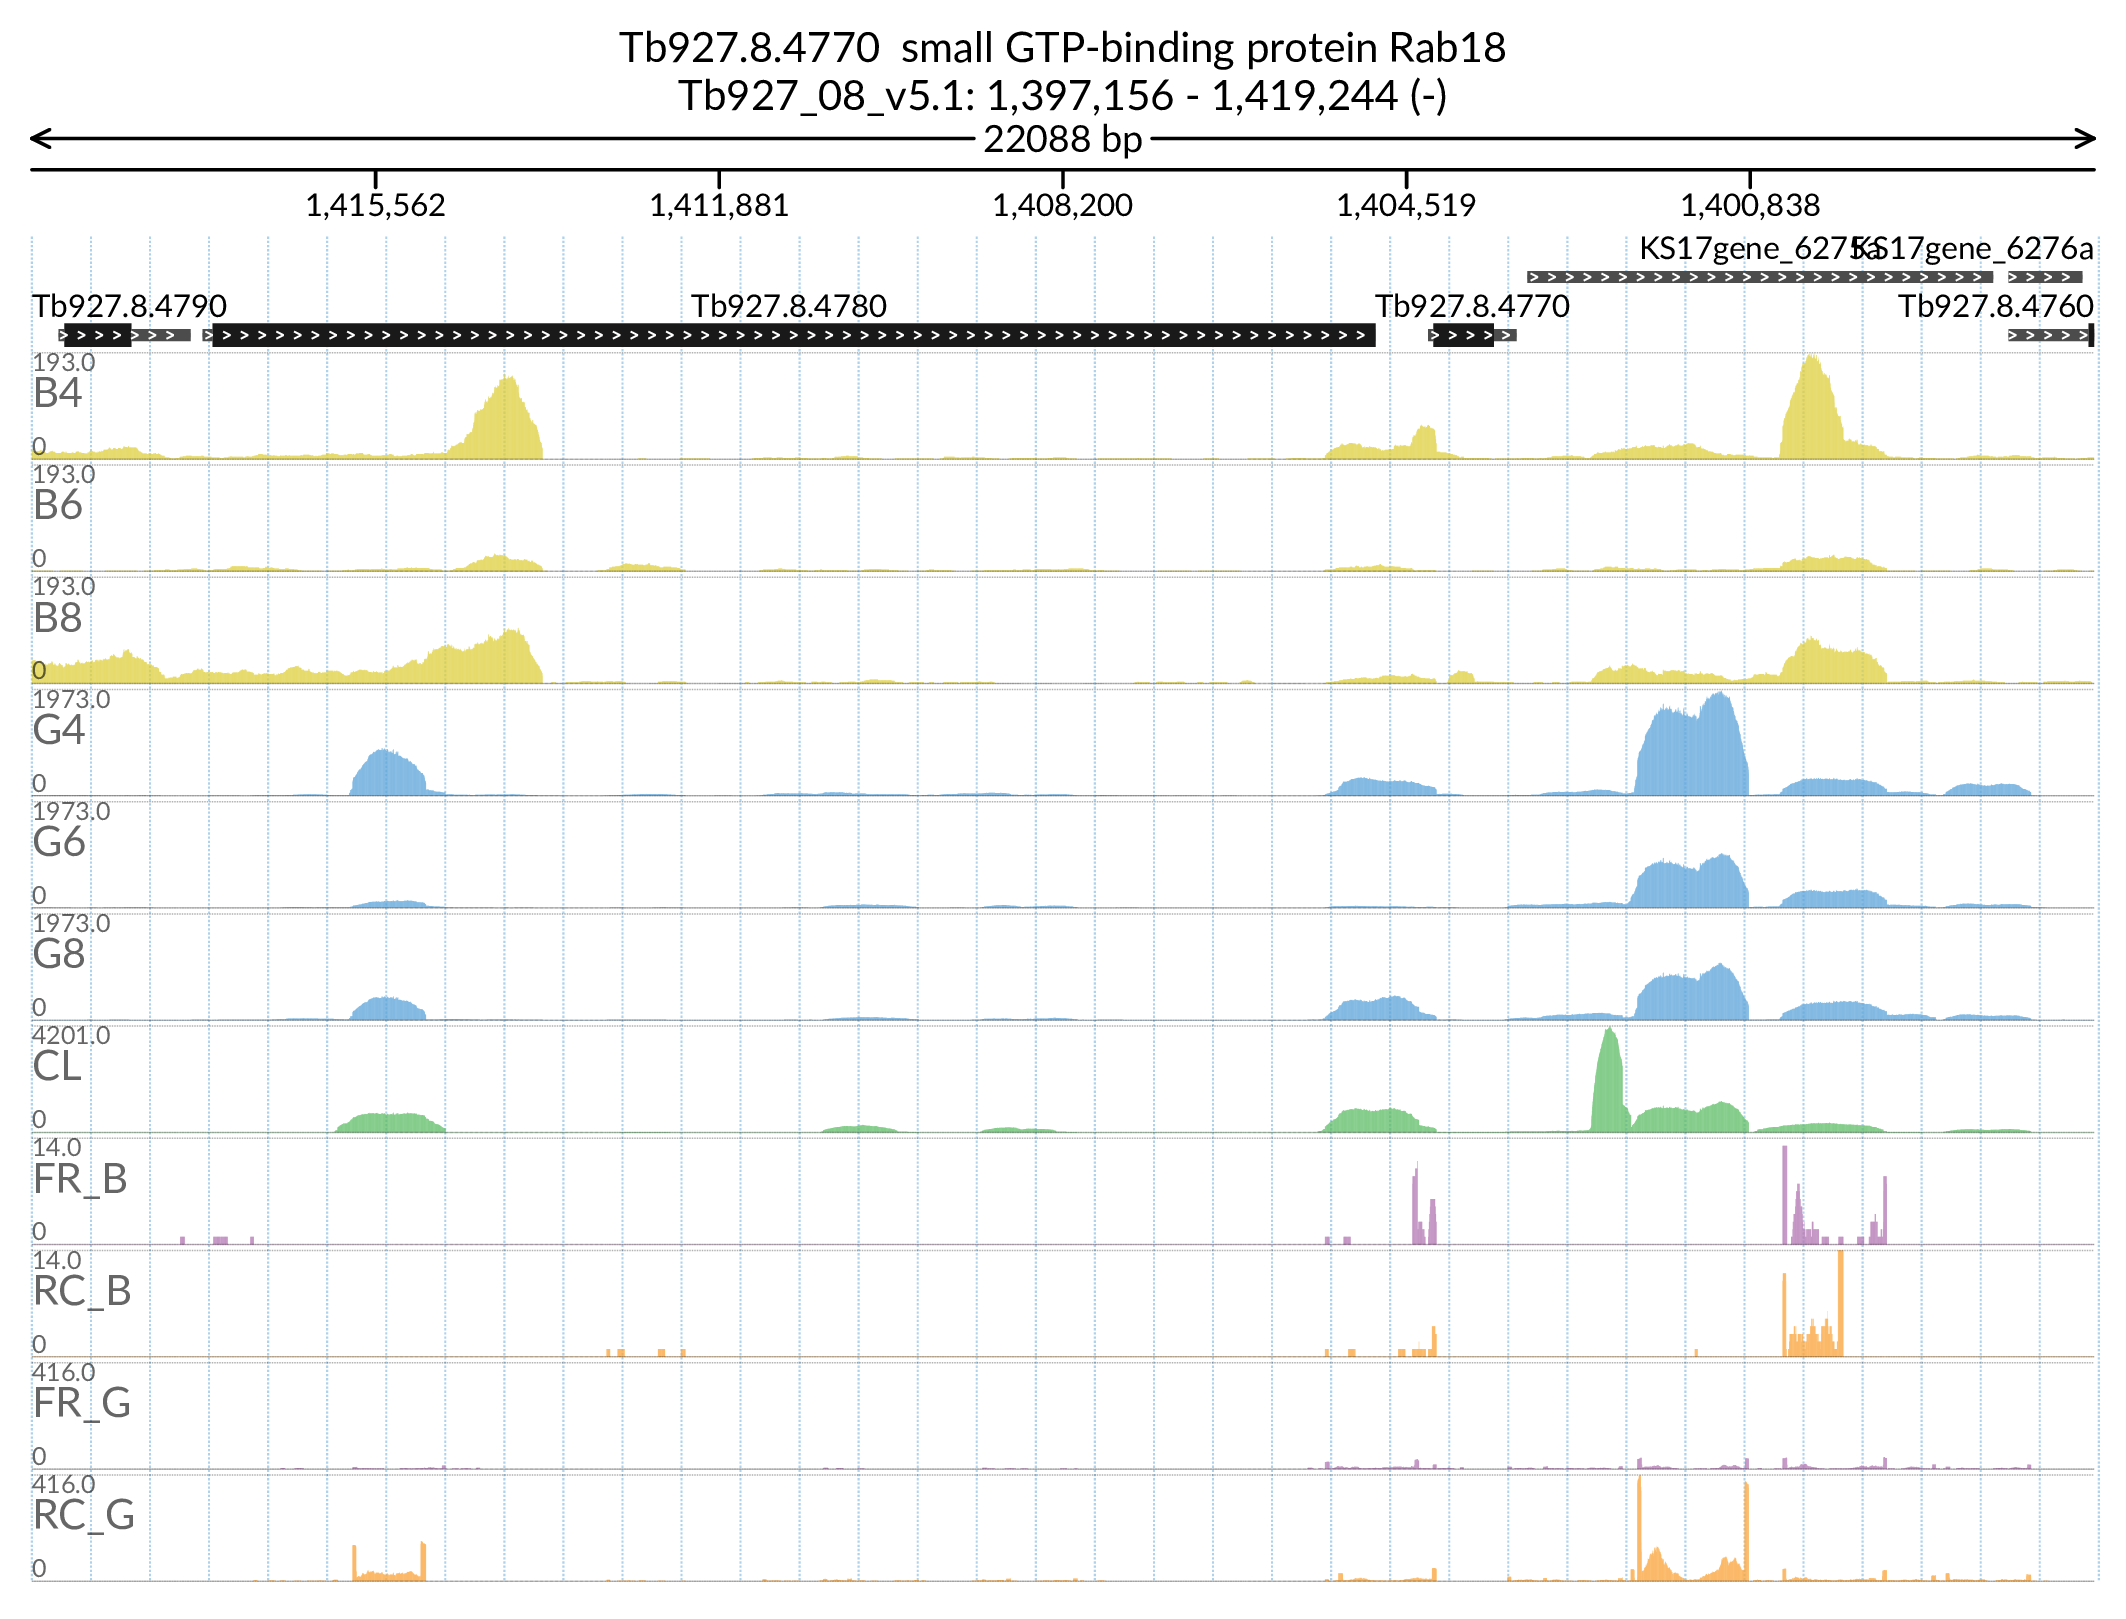 Tb927.8.4770  small GTP-binding protein Rab18
Tb927_08_v5.1: 1,397,156 - 1,419,244 (-)
22088 bp
1,415,562 1,411,881 1,408,200 1,404,519 1,400,838
KS17gene_6275a KS17gene_6276a
Tb927.8.4790 Tb927.8.4780 Tb927.8.4770 Tb927.8.4760
193.0
B4
0
193.0
B6
0
193.0
B8
0
1973.0
G4
0
1973.0
G6
0
1973.0
G8
0
4201.0
CL
0
14.0
FR_B
0
14.0
RC_B
0
416.0
FR_G
0
416.0
RC_G
0